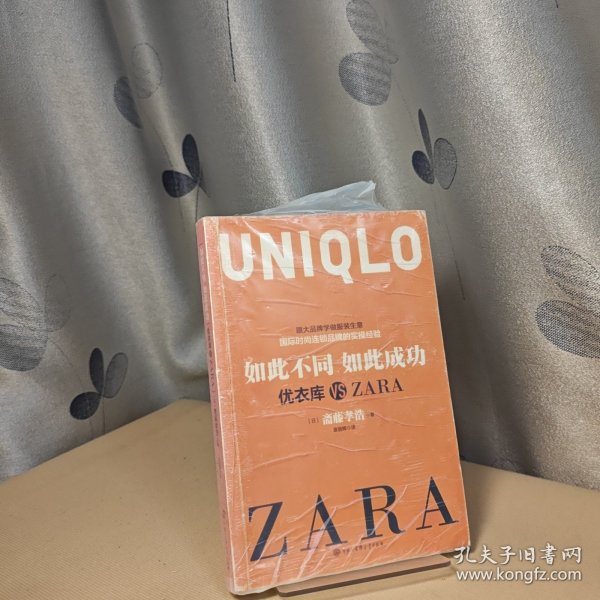 UNIQLO
跟大品牌学做服装生意
国际时尚连锁品牌的实操经验
如此不同 如此成功
优衣库 VS ZARA
［日］斋藤孝浩 著
ZARA
孔夫子旧书网
www.kongfz.com